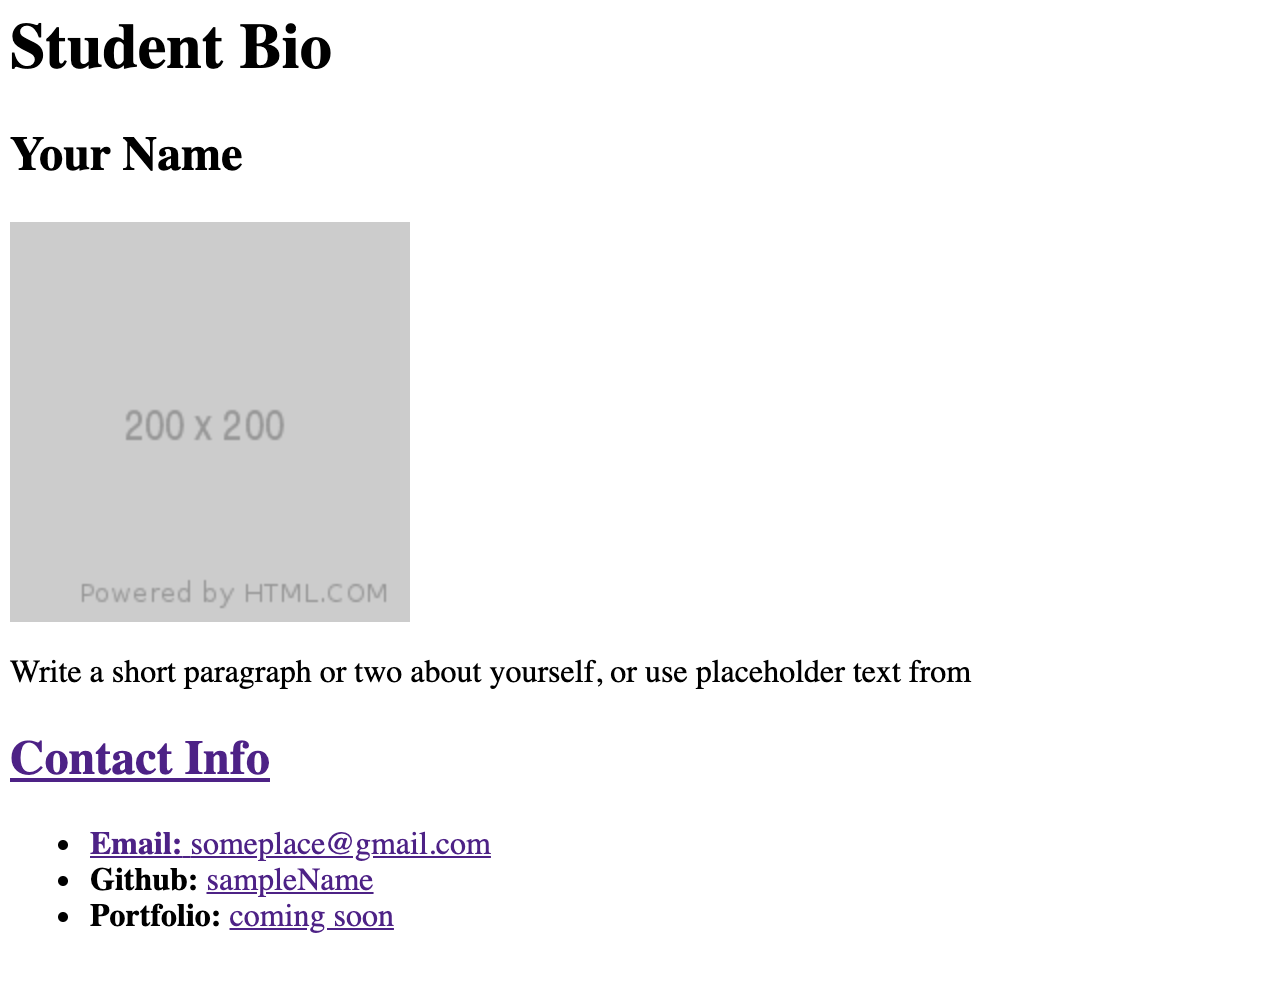 Student Bio
Your Name
200 x 200
Powered by HTML.COM
Write a short paragraph or two about yourself, or use placeholder text from
Contact Info
Email: someplace@gmail.com
Github: sampleName
Portfolio: coming soon